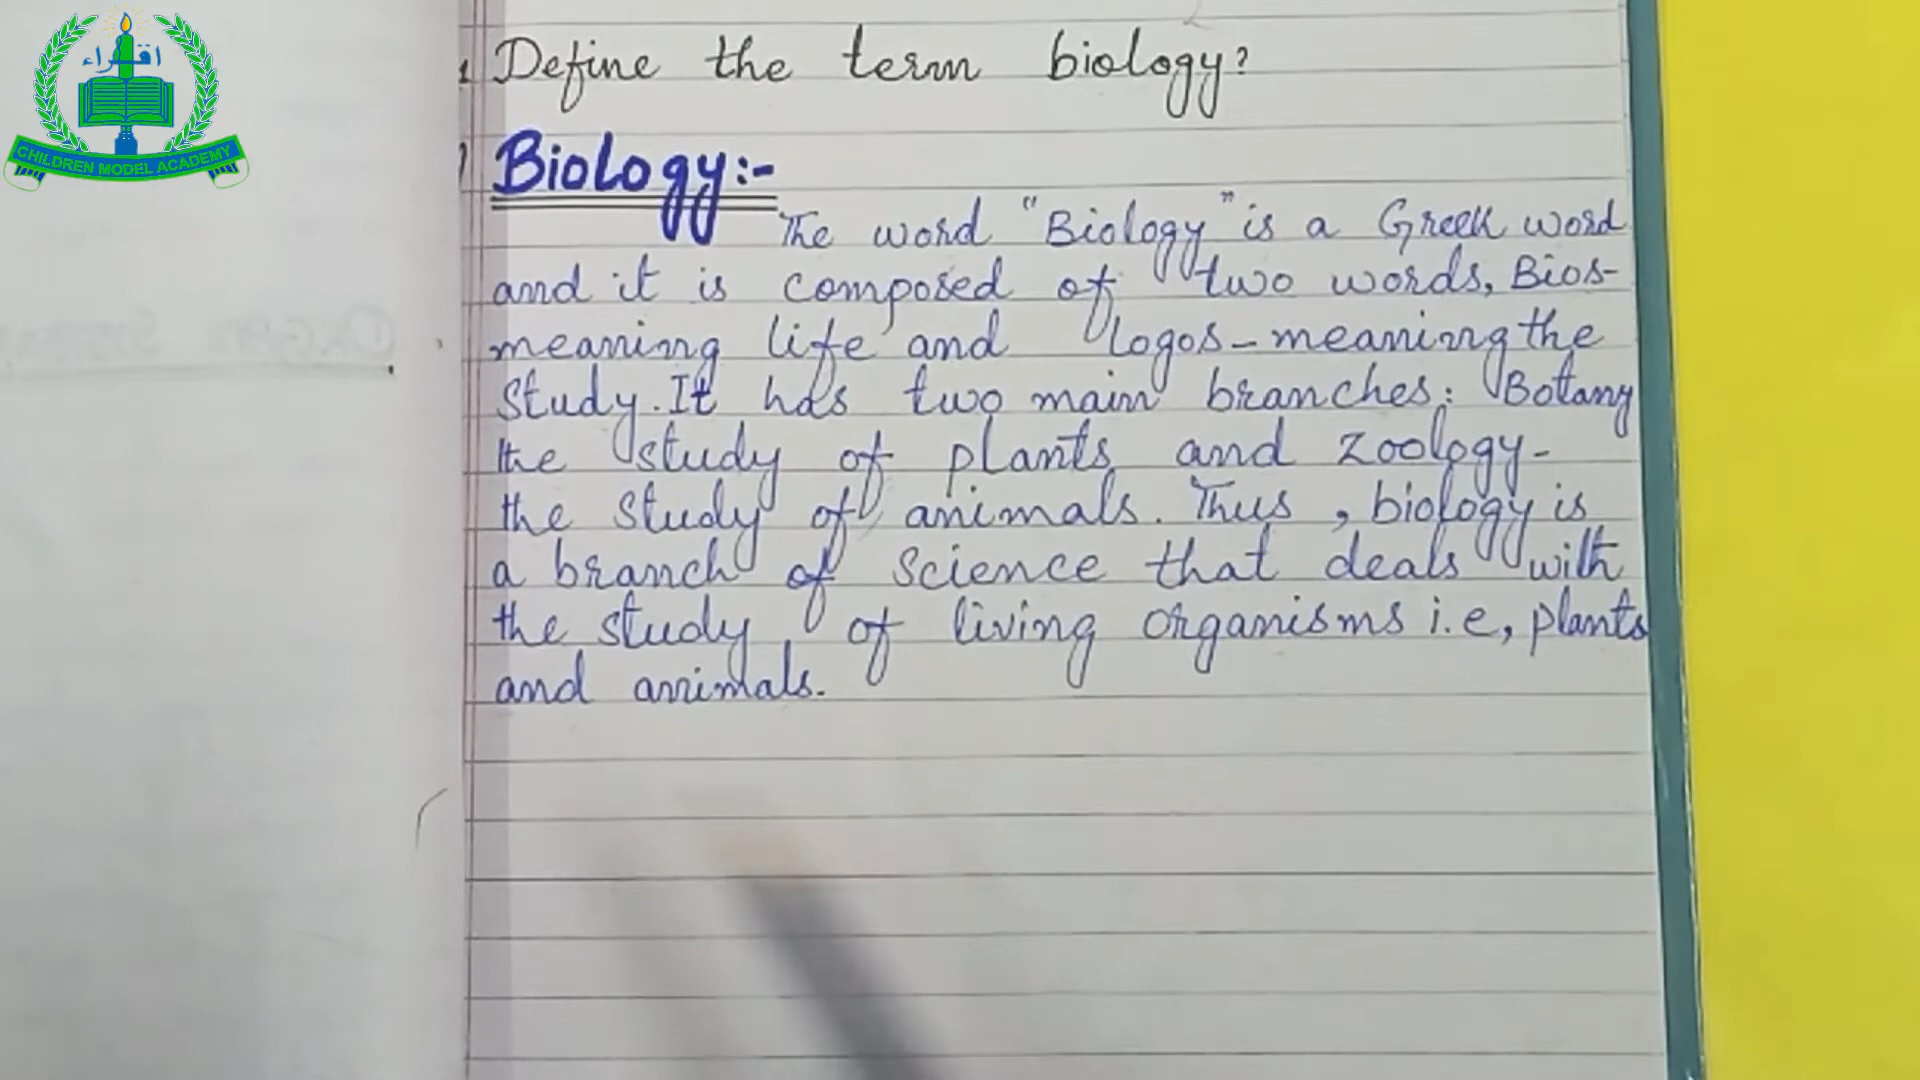 اقراء
CHILDREN MODEL ACADEMY
Define the term biology?
Biology:-
The word "Biology" is a Greek word
and it is composed of two words, Bios-
meaning life and logos-meaning the
study. It has two main branches: Botany
the study of plants and zoology-
the study of animals. Thus, biology is
a branch of science that deals with
the study of living organisms i.e, plants
and animals.